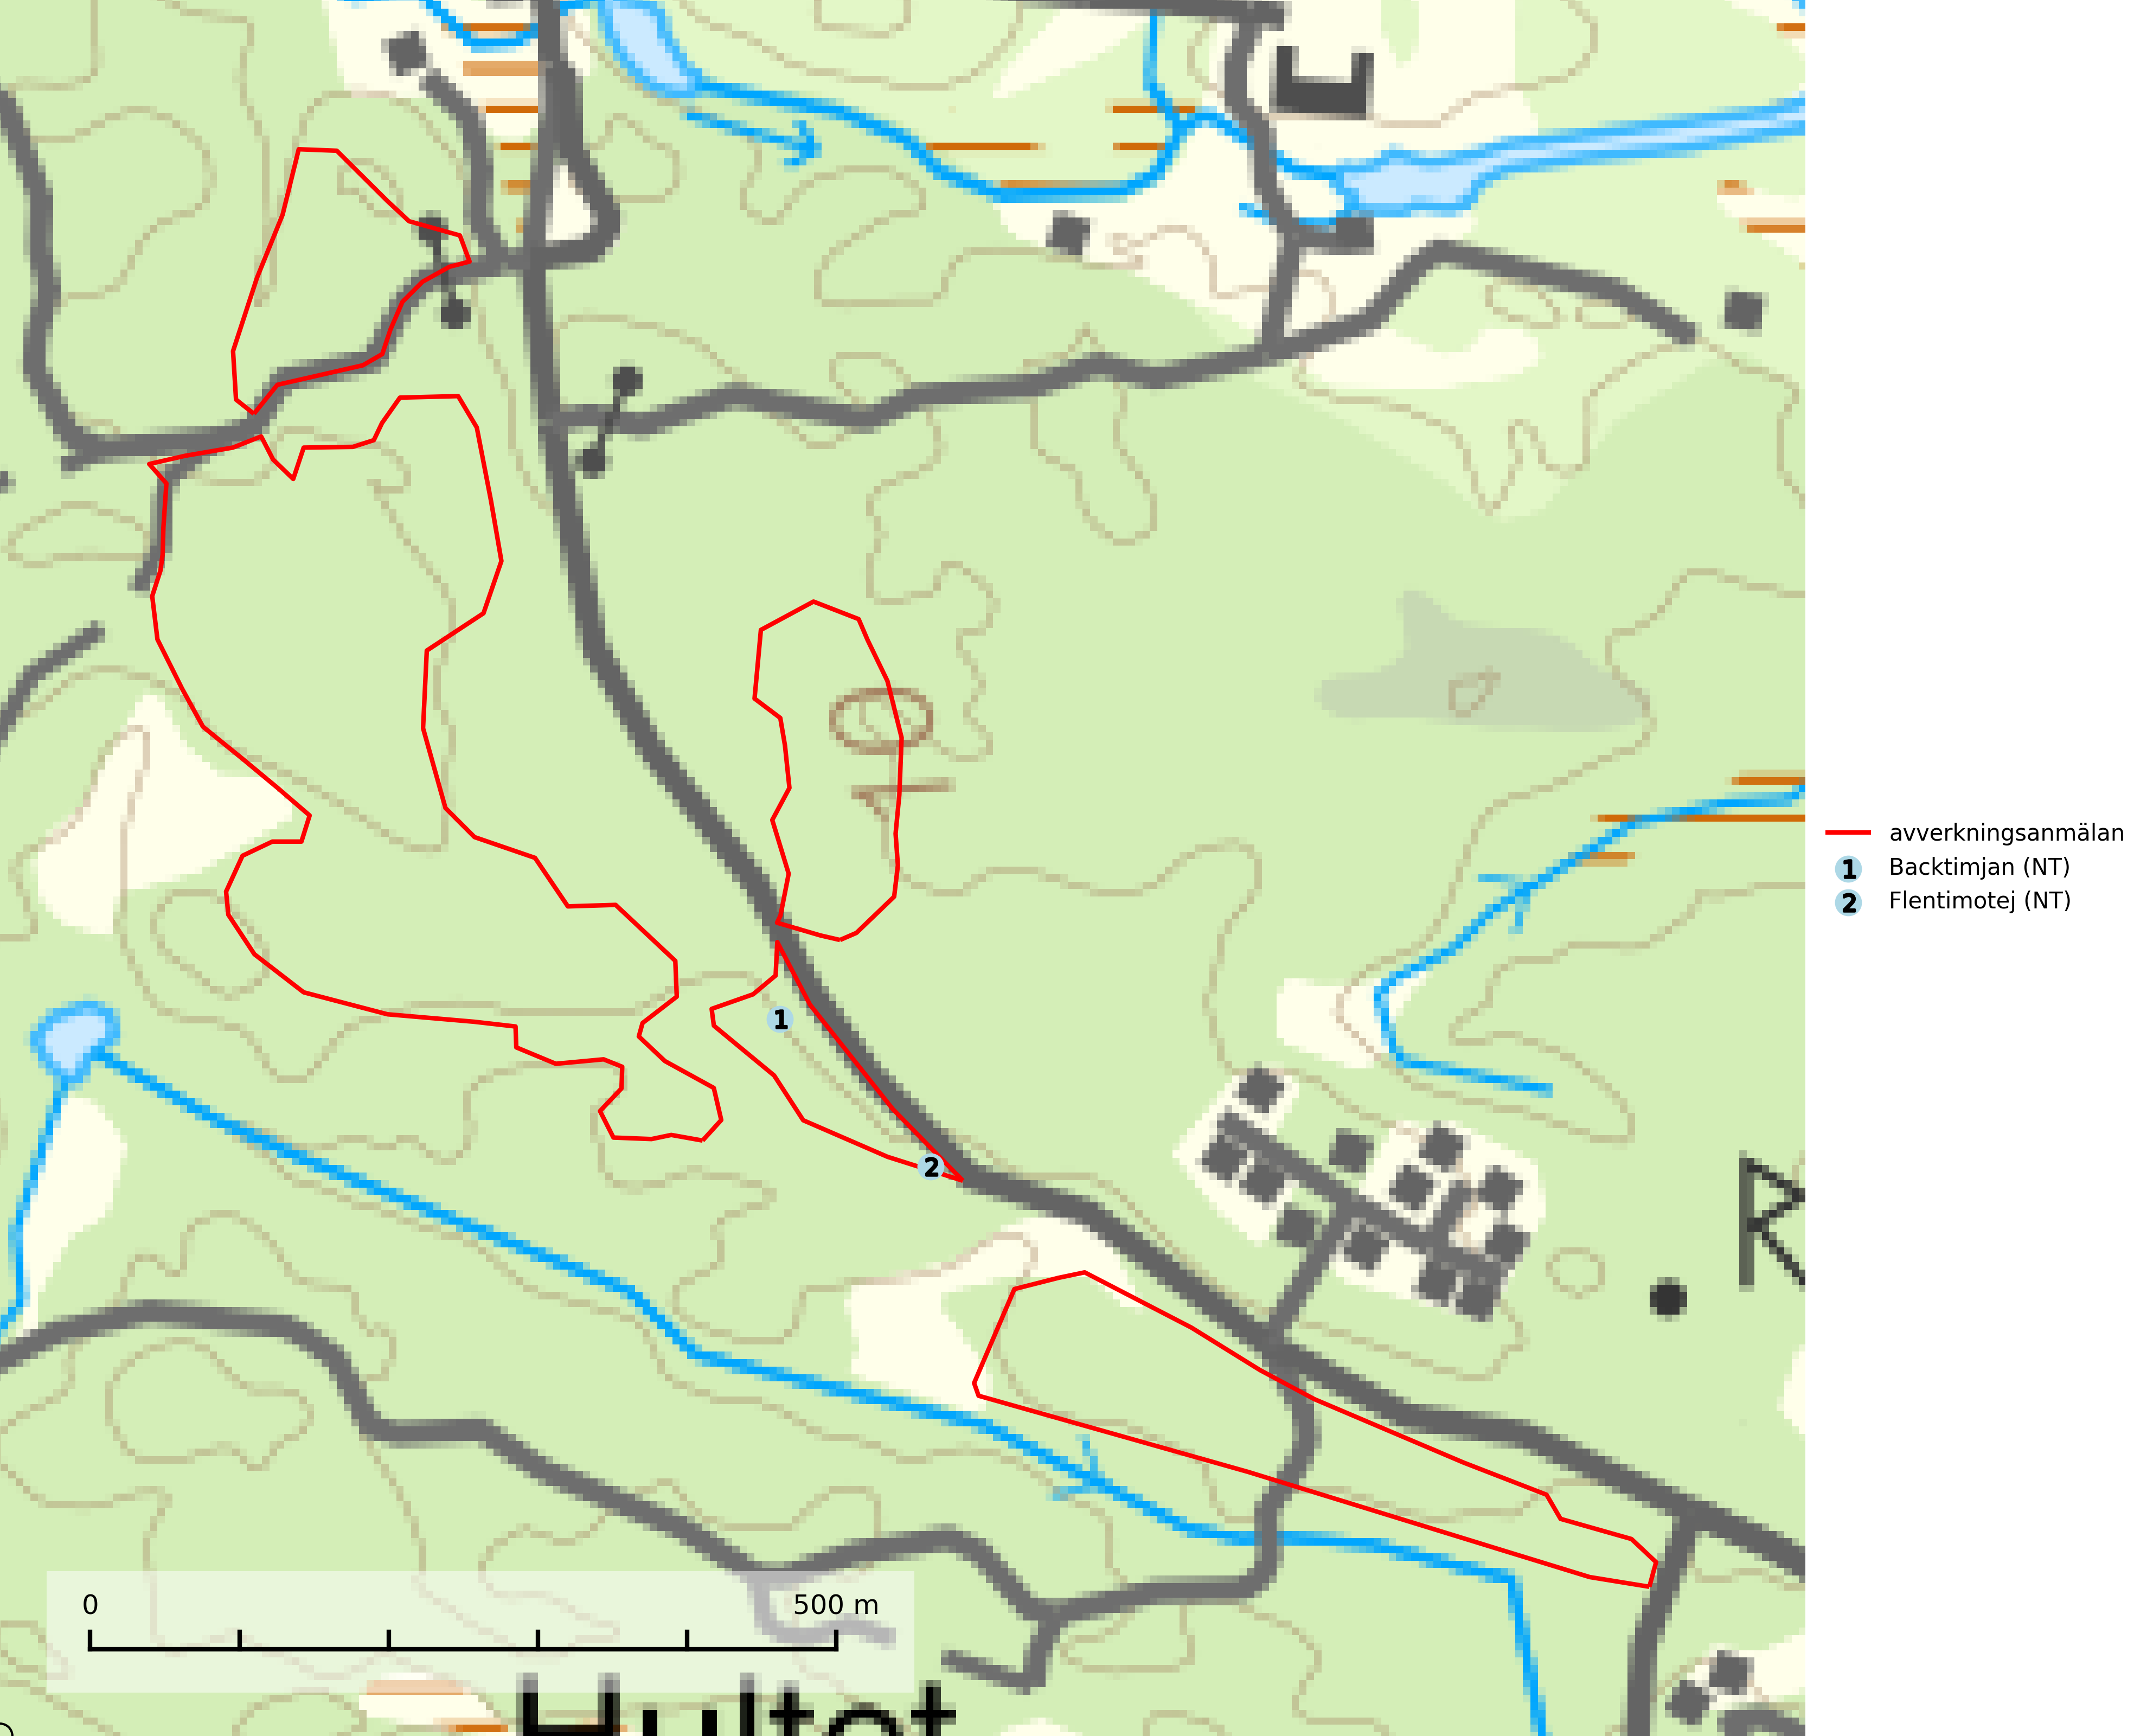 avverkningsanmälan
1 Backtimjan (NT)
2 Flentimotej (NT)
1
2
R
0 500 m